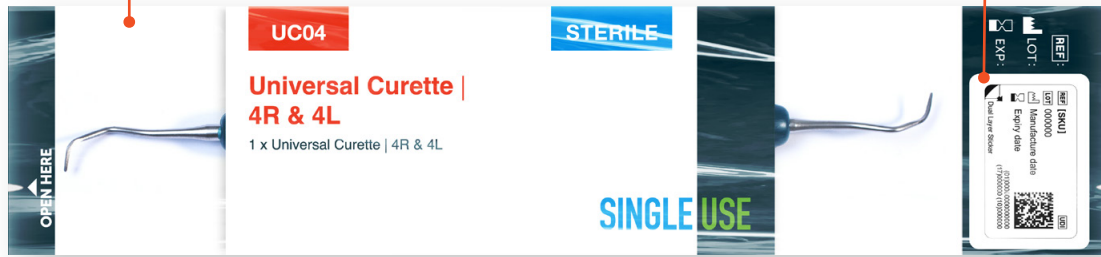 OPEN HERE
UC04
STERILE
Universal Curette |
4R & 4L
1 x Universal Curette | 4R & 4L
SINGLE USE
REF :
LOT :
EXP :
REF [SKU]
LOT 000000
Manufacture date
Expiry date
Dual Layer Sticker
UDI